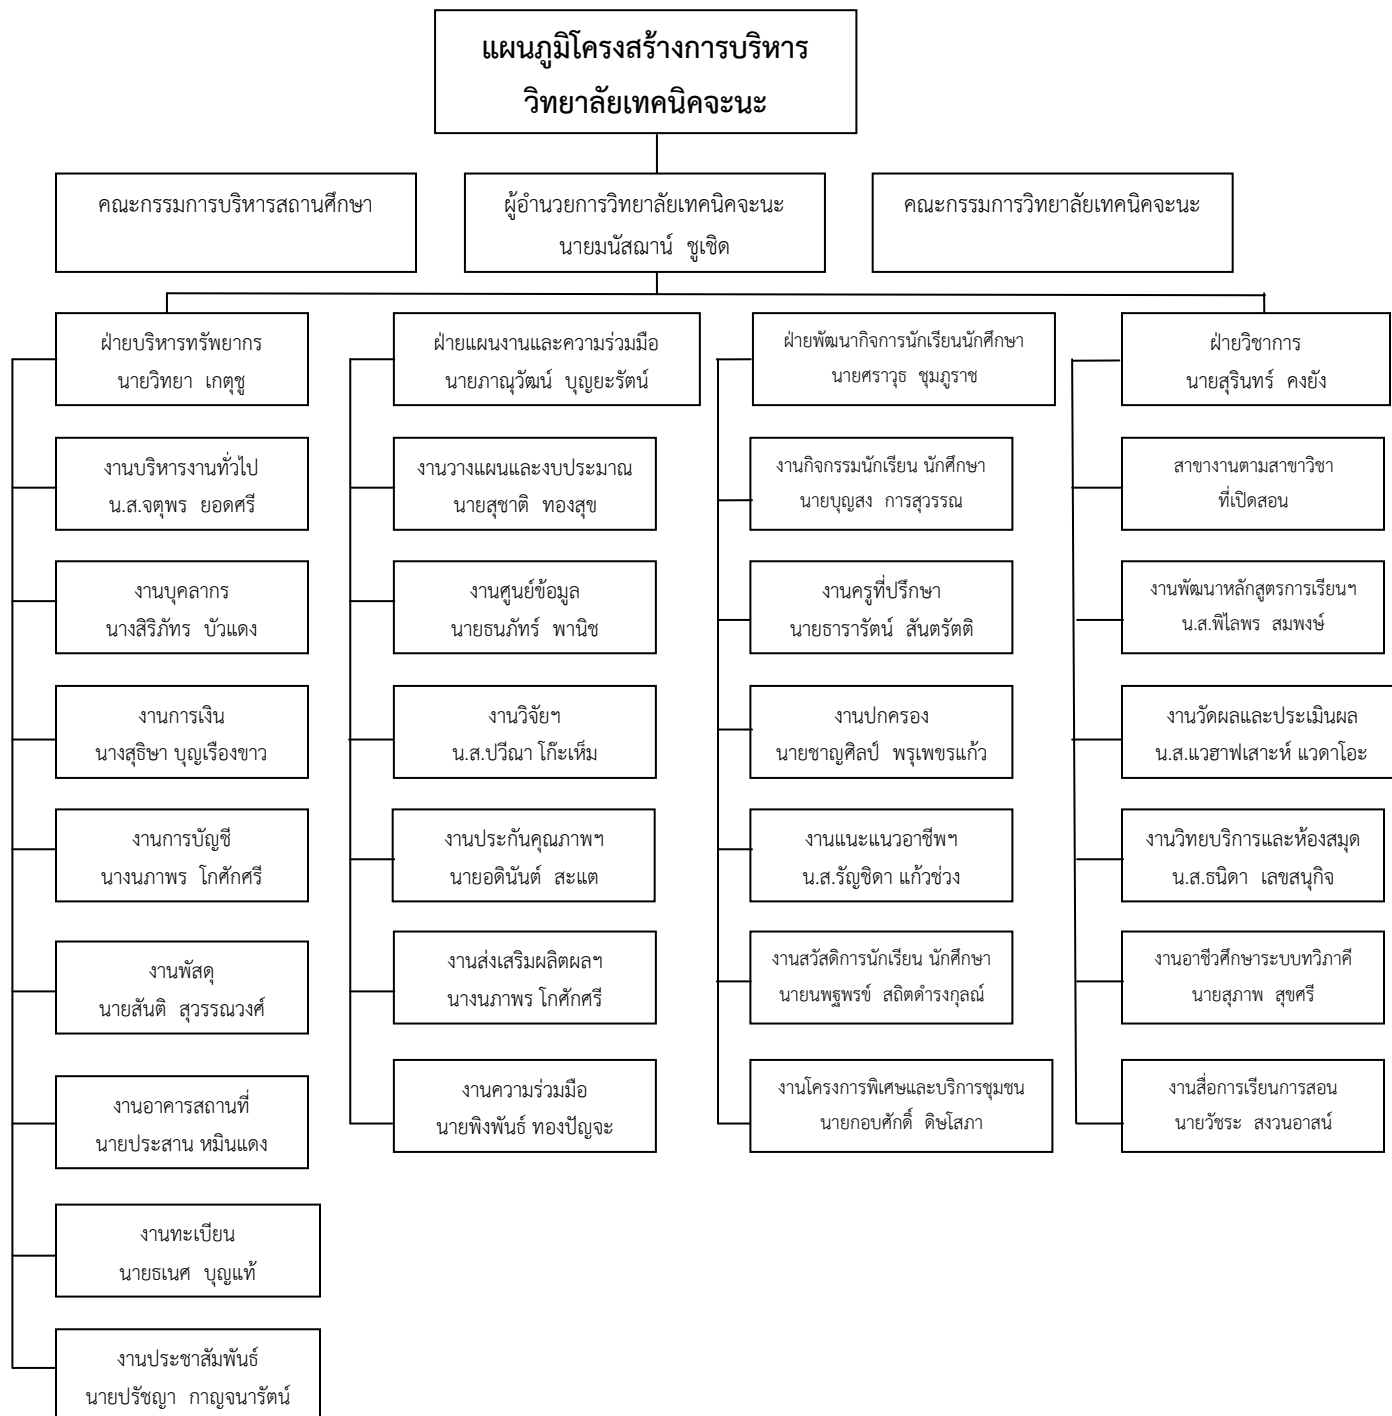 แผนภูมิโครงสร้างการบริหาร
วิทยาลัยเทคนิคจะนะ
คณะกรรมการบริหารสถานศึกษา
ผู้อำนวยการวิทยาลัยเทคนิคจะนะ
นายมนัสฌาน์ ชูเชิด
คณะกรรมการวิทยาลัยเทคนิคจะนะ
ฝ่ายบริหารทรัพยากร
นายวิทยา เกตุชู
งานบริหารงานทั่วไป
น.ส.จตุพร ยอดศรี
งานบุคลากร
นางสิริภัทร บัวแดง
งานการเงิน
นางสุธิษา บุญเรืองขาว
งานการบัญชี
นางนภาพร โกศักศรี
งานพัสดุ
นายสันติ สุวรรณวงศ์
งานอาคารสถานที่
นายประสาน หมินแดง
งานทะเบียน
นายธเนศ บุญแท้
งานประชาสัมพันธ์
นายปรัชญา กาญจนารัตน์
ฝ่ายแผนงานและความร่วมมือ
นายภาณุวัฒน์ บุญยะรัตน์
งานวางแผนและงบประมาณ
นายสุชาติ ทองสุข
งานศูนย์ข้อมูล
นายธนภัทร์ พานิช
งานวิจัยฯ
น.ส.ปวีณา โก๊ะเห็ม
งานประกันคุณภาพฯ
นายอดินันต์ สะแต
งานส่งเสริมผลิตผลฯ
นางนภาพร โกศักศรี
งานความร่วมมือ
นายพิงพันธ์ ทองปัญจะ
ฝ่ายพัฒนากิจการนักเรียนนักศึกษา
นายศราวุธ ชุมภูราช
งานกิจกรรมนักเรียน นักศึกษา
นายบุญสง การสุวรรณ
งานครูที่ปรึกษา
นายธารารัตน์ สันตรัตติ
งานปกครอง
นายชาญศิลป์ พรุเพชรแก้ว
งานแนะแนวอาชีพฯ
น.ส.รัญชิดา แก้วช่วง
งานสวัสดิการนักเรียน นักศึกษา
นายนพฐพรข์ สถิตดำรงกุลณ์
งานโครงการพิเศษและบริการชุมชน
นายกอบศักดิ์ ดิษโสภา
ฝ่ายวิชาการ
นายสุรินทร์ คงยัง
สาขางานตามสาขาวิชา
ที่เปิดสอน
งานพัฒนาหลักสูตรการเรียนฯ
น.ส.พิไลพร สมพงษ์
งานวัดผลและประเมินผล
น.ส.แวฮาฟเสาะห์ แวดาโอะ
งานวิทยบริการและห้องสมุด
น.ส.ธนิดา เลขสนุกิจ
งานอาชีวศึกษาระบบทวิภาคี
นายสุภาพ สุขศรี
งานสื่อการเรียนการสอน
นายวัชระ สงวนอาสน์